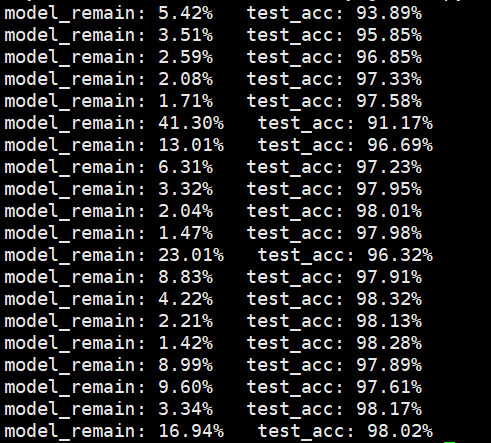 model_remain: 5.42%   test_acc: 93.89%
model_remain: 3.51%   test_acc: 95.85%
model_remain: 2.59%   test_acc: 96.85%
model_remain: 2.08%   test_acc: 97.33%
model_remain: 1.71%   test_acc: 97.58%
model_remain: 41.30%   test_acc: 91.17%
model_remain: 13.01%   test_acc: 96.69%
model_remain: 6.31%   test_acc: 97.23%
model_remain: 3.32%   test_acc: 97.95%
model_remain: 2.04%   test_acc: 98.01%
model_remain: 1.47%   test_acc: 97.98%
model_remain: 23.01%   test_acc: 96.32%
model_remain: 8.83%   test_acc: 97.91%
model_remain: 4.22%   test_acc: 98.32%
model_remain: 2.21%   test_acc: 98.13%
model_remain: 1.42%   test_acc: 98.28%
model_remain: 8.99%   test_acc: 97.89%
model_remain: 9.60%   test_acc: 97.61%
model_remain: 3.34%   test_acc: 98.17%
model_remain: 16.94%   test_acc: 98.02%